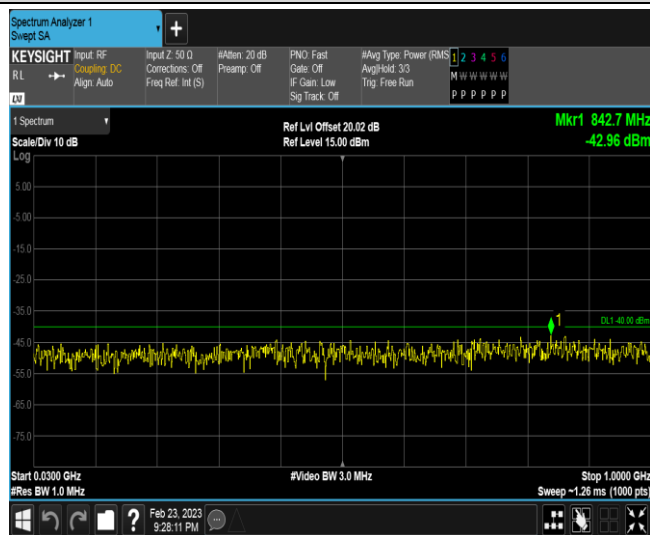 Spectrum Analyzer 1
Swept SA
+
KEYSIGHT
RL
LXI
Input: RF
Coupling: DC
Align: Auto
Input Z: 50 Ω
Corrections: Off
Freq Ref: Int (S)
#Atten: 20 dB
Preamp: Off
PNO: Fast
Gate: Off
IF Gain: Low
Sig Track: Off
#Avg Type: Power (RMS
Avg|Hold: 3/3
Trig: Free Run
1 2 3 4 5 6
M W W W W W
P P P P P P
1 Spectrum
Scale/Div 10 dB
Log
Ref Lvl Offset 20.02 dB
Ref Level 15.00 dBm
Mkr1 842.7 MHz
-42.96 dBm
5.00
-5.00
-15.0
-25.0
-35.0
1
DL1 -40.00 dBm
-45.0
-55.0
-65.0
-75.0
Start 0.0300 GHz
#Video BW 3.0 MHz
Stop 1.0000 GHz
#Res BW 1.0 MHz
Sweep ~1.26 ms (1000 pts)
?
Feb 23, 2023
9:28:11 PM